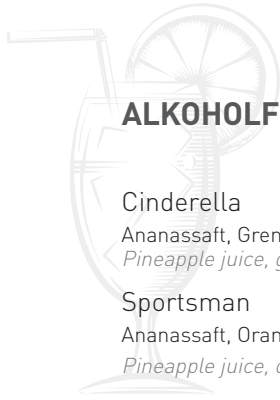 ALKOHOLF
Cinderella
Ananassaft, Gren
Pineapple juice, g
Sportsman
Ananassaft, Oran
Pineapple juice, o